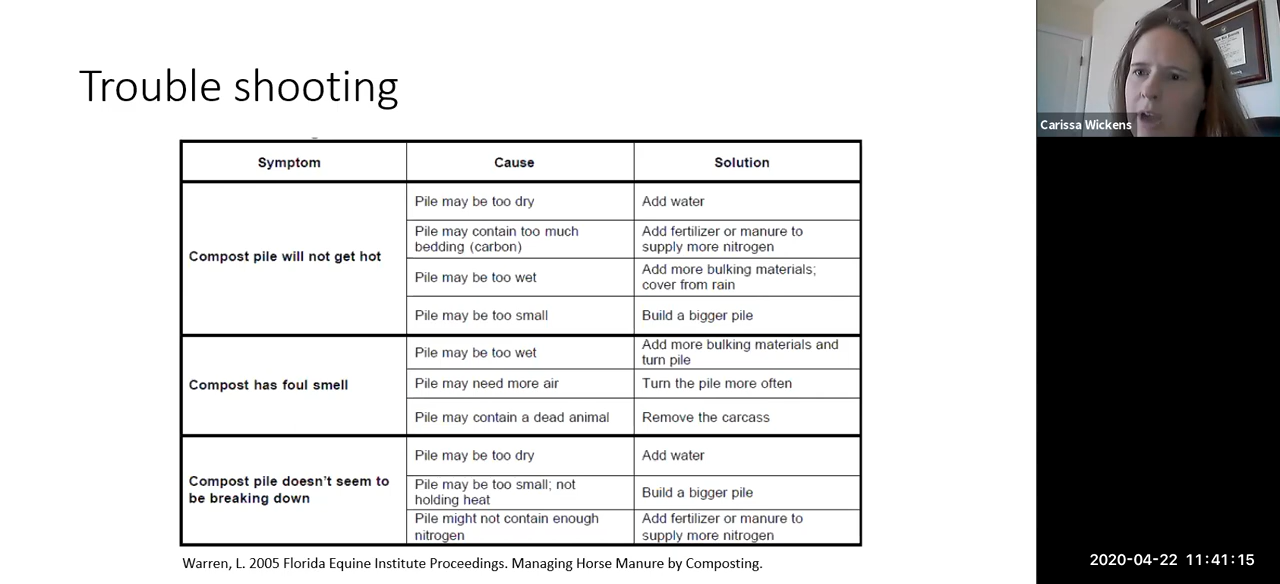 Trouble shooting
Carissa Wickens
Symptom
Cause
Solution
Compost pile will not get hot
Pile may be too dry
Add water
Pile may contain too much
bedding (carbon)
Add fertilizer or manure to
supply more nitrogen
Pile may be too wet
Add more bulking materials;
cover from rain
Pile may be too small
Build a bigger pile
Compost has foul smell
Pile may be too wet
Add more bulking materials and
turn pile
Pile may need more air
Turn the pile more often
Pile may contain a dead animal
Remove the carcass
Compost pile doesn't seem to
be breaking down
Pile may be too dry
Add water
Pile may be too small; not
holding heat
Build a bigger pile
Pile might not contain enough
nitrogen
Add fertilizer or manure to
supply more nitrogen
Warren, L. 2005 Florida Equine Institute Proceedings. Managing Horse Manure by Composting.
2020-04-22 11:41:15